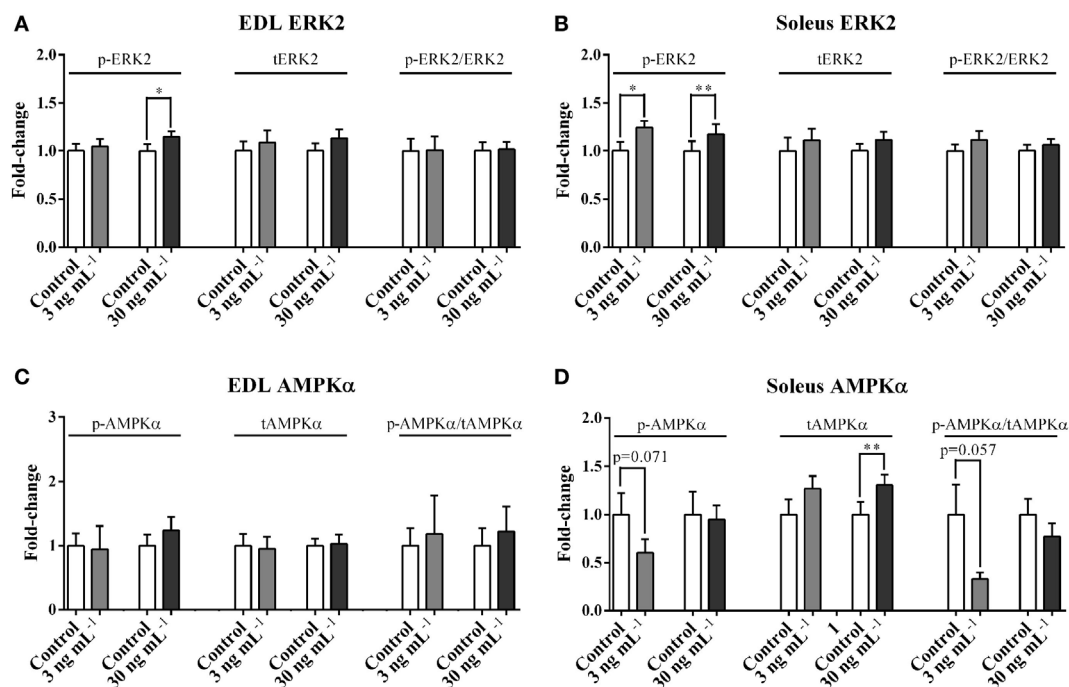 A
EDL ERK2
p-ERK2
tERK2
p-ERK2/ERK2
Fold-change
2.0
1.5
1.0
0.5
0.0
*
Control
3 ng mL-1
Control
30 ng mL-1
Control
3 ng mL-1
Control
30 ng mL-1
Control
3 ng mL-1
Control
30 ng mL-1
B
Soleus ERK2
p-ERK2
tERK2
p-ERK2/ERK2
Fold-change
2.0
1.5
1.0
0.5
0.0
*
**
Control
3 ng mL-1
Control
30 ng mL-1
Control
3 ng mL-1
Control
30 ng mL-1
Control
3 ng mL-1
Control
30 ng mL-1
C
EDL AMPKα
p-AMPKα
tAMPKα
p-AMPKα/tAMPKα
Fold-change
3
2
1
0
Control
3 ng mL-1
Control
30 ng mL-1
Control
3 ng mL-1
Control
30 ng mL-1
Control
3 ng mL-1
Control
30 ng mL-1
D
Soleus AMPKα
p-AMPKα
tAMPKα
p-AMPKα/tAMPKα
Fold-change
2.0
1.5
1.0
0.5
0.0
p=0.071
**
p=0.057
Control
3 ng mL-1
Control
30 ng mL-1
Control
3 ng mL-1
1
Control
30 ng mL-1
Control
3 ng mL-1
Control
30 ng mL-1